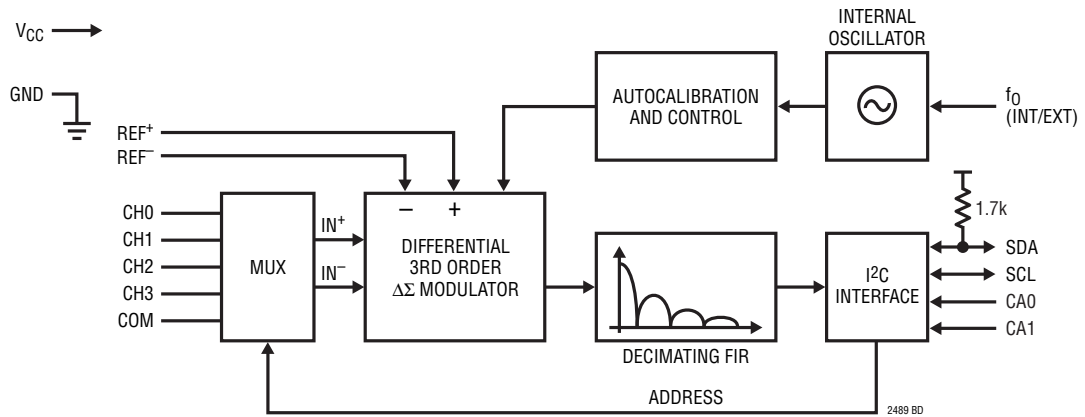 INTERNAL
OSCILLATOR
VCC
GND
AUTOCALIBRATION
AND CONTROL
fO
(INT/EXT)
REF+
REF–
1.7k
CH0
CH1
CH2
CH3
COM
MUX
IN+
IN–
– +
DIFFERENTIAL
3RD ORDER
ΔΣ MODULATOR
DECIMATING FIR
I2C
INTERFACE
SDA
SCL
CA0
CA1
ADDRESS
2489 BD